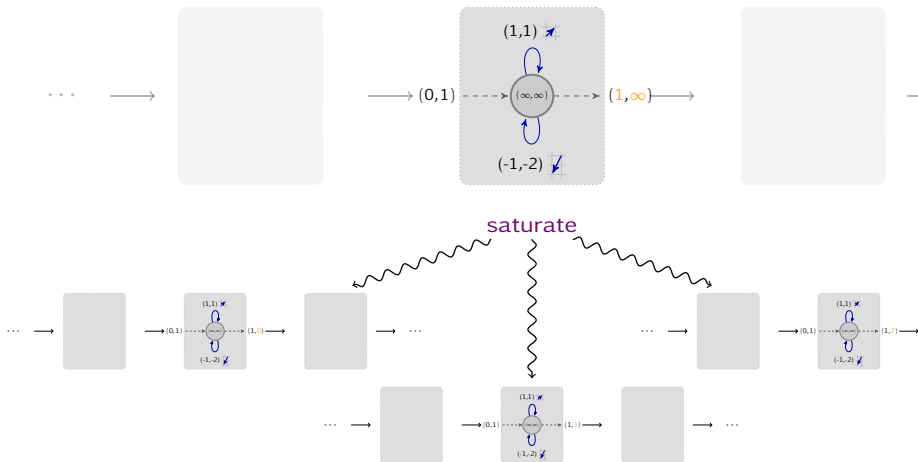 (1,1)
... (0,1) (∞,∞) (1,∞)
(-1,-2)
saturate
(1,1) (1,1)
... (0,1) (∞,∞) (1,0) ... ... (0,1) (∞,∞) (1,2)
(-1,-2) (-1,-2)
(1,1)
... (0,1) (∞,∞) (1,1) ...
(-1,-2)